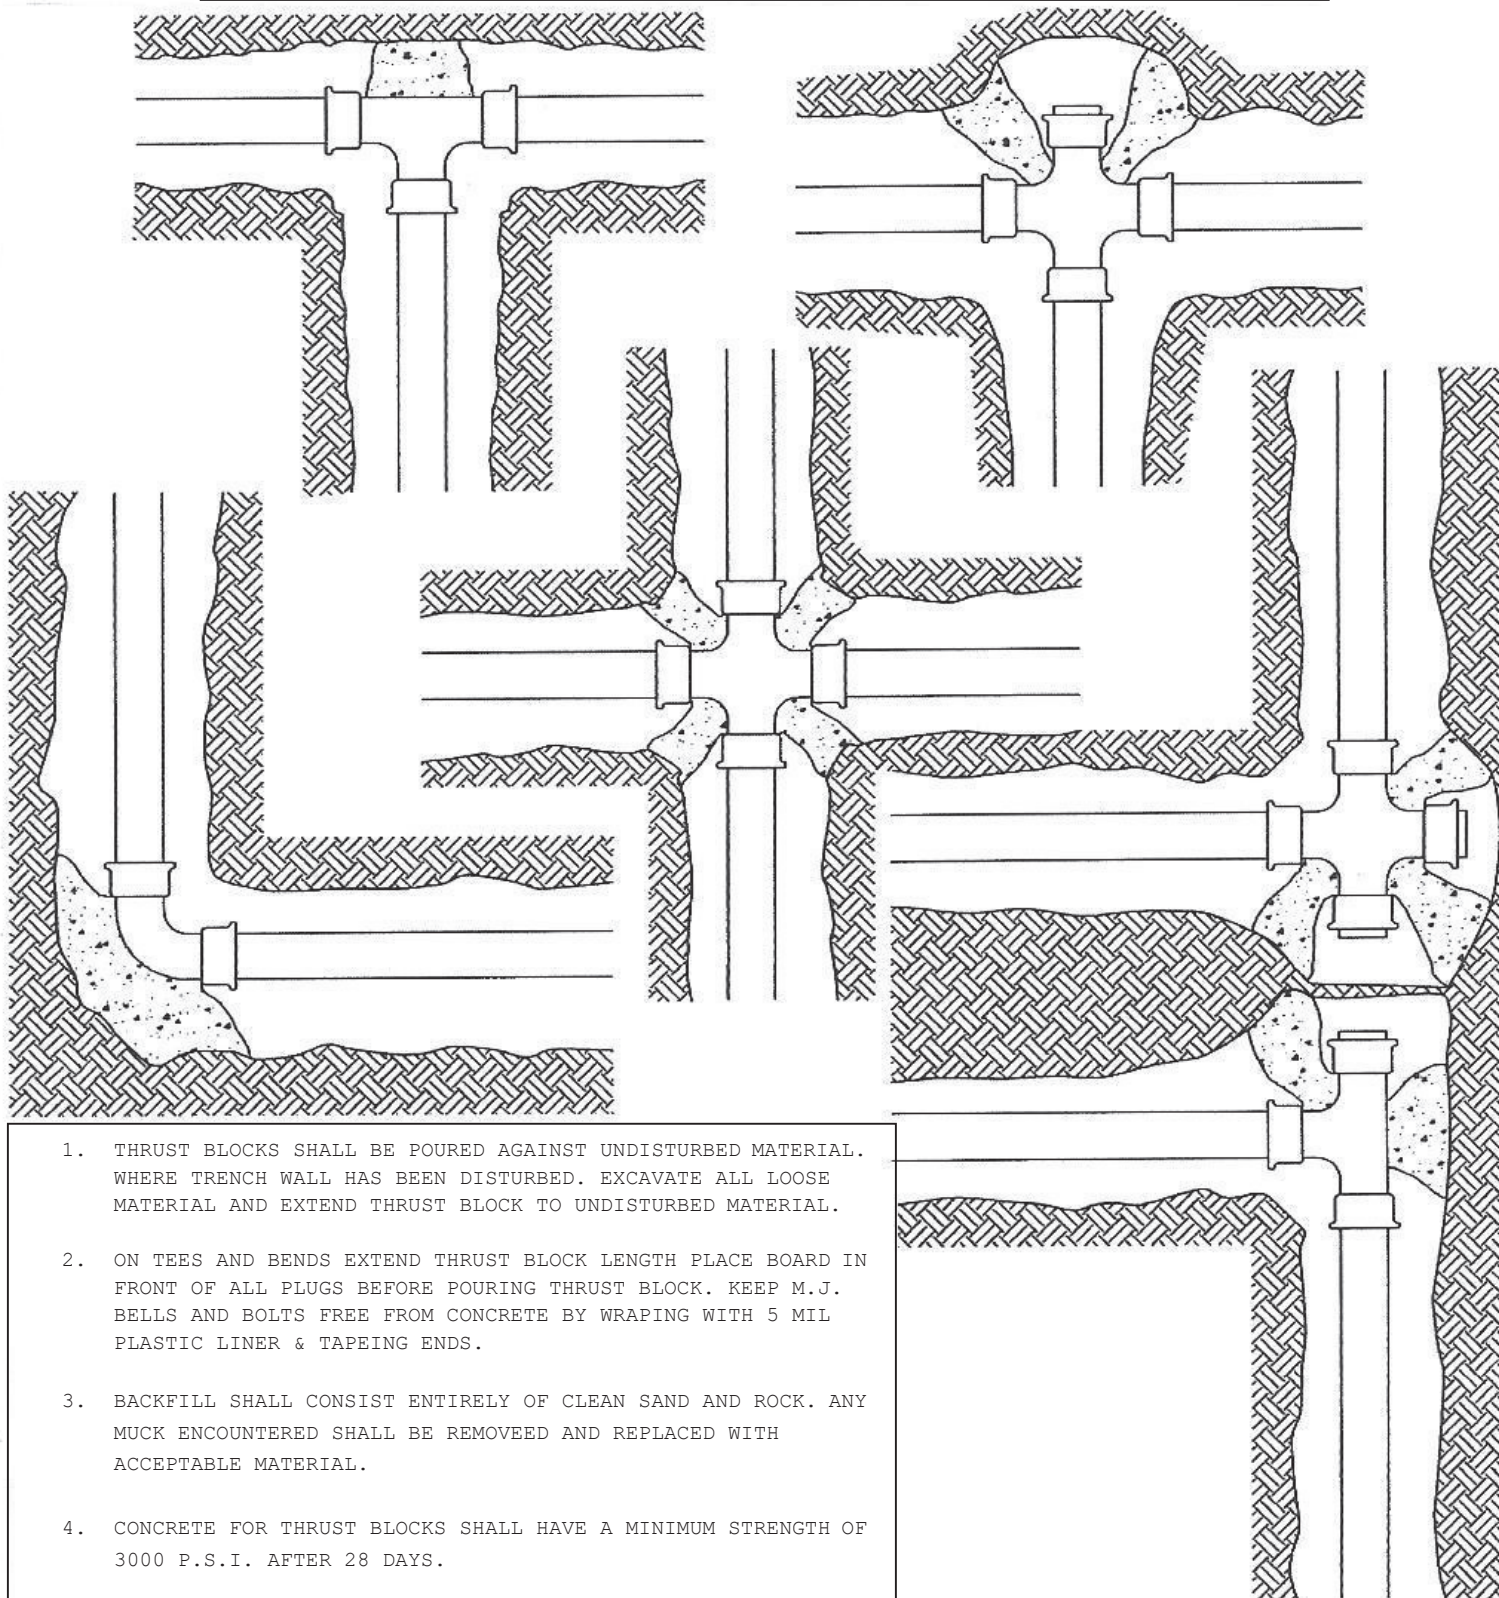 1. THRUST BLOCKS SHALL BE POURED AGAINST UNDISTURBED MATERIAL.
WHERE TRENCH WALL HAS BEEN DISTURBED. EXCAVATE ALL LOOSE
MATERIAL AND EXTEND THRUST BLOCK TO UNDISTURBED MATERIAL.
2. ON TEES AND BENDS EXTEND THRUST BLOCK LENGTH PLACE BOARD IN
FRONT OF ALL PLUGS BEFORE POURING THRUST BLOCK. KEEP M.J.
BELLS AND BOLTS FREE FROM CONCRETE BY WRAPING WITH 5 MIL
PLASTIC LINER & TAPEING ENDS.
3. BACKFILL SHALL CONSIST ENTIRELY OF CLEAN SAND AND ROCK. ANY
MUCK ENCOUNTERED SHALL BE REMOVEED AND REPLACED WITH
ACCEPTABLE MATERIAL.
4. CONCRETE FOR THRUST BLOCKS SHALL HAVE A MINIMUM STRENGTH OF
3000 P.S.I. AFTER 28 DAYS.